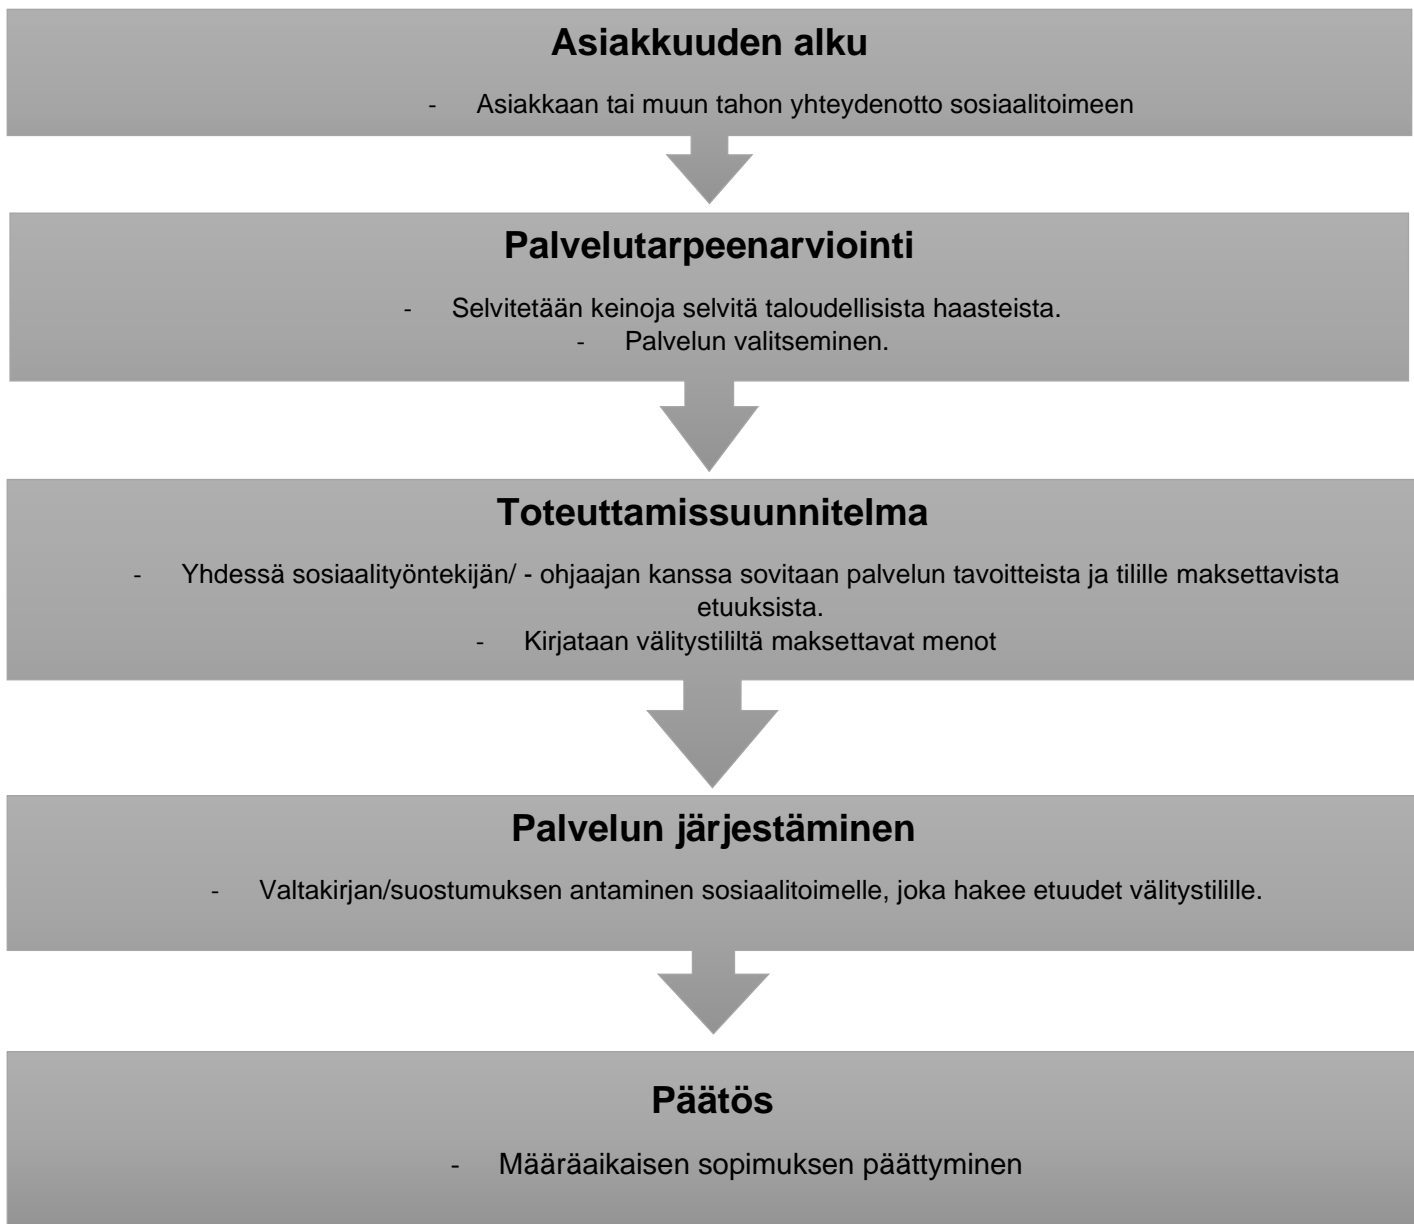 Asiakkuuden alku
- Asiakkaan tai muun tahon yhteydenotto sosiaalitoimeen
Palvelutarpeenarviointi
- Selvitetään keinoja selvitä taloudellisista haasteista.
- Palvelun valitseminen.
Toteuttamissuunnitelma
- Yhdessä sosiaalityöntekijän/ - ohjaajan kanssa sovitaan palvelun tavoitteista ja tilille maksettavista
etuuksista.
- Kirjataan välitystililtä maksettavat menot
Palvelun järjestäminen
- Valtakirjan/suostumuksen antaminen sosiaalitoimelle, joka hakee etuudet välitystilille.
Päätös
- Määräaikaisen sopimuksen päättyminen